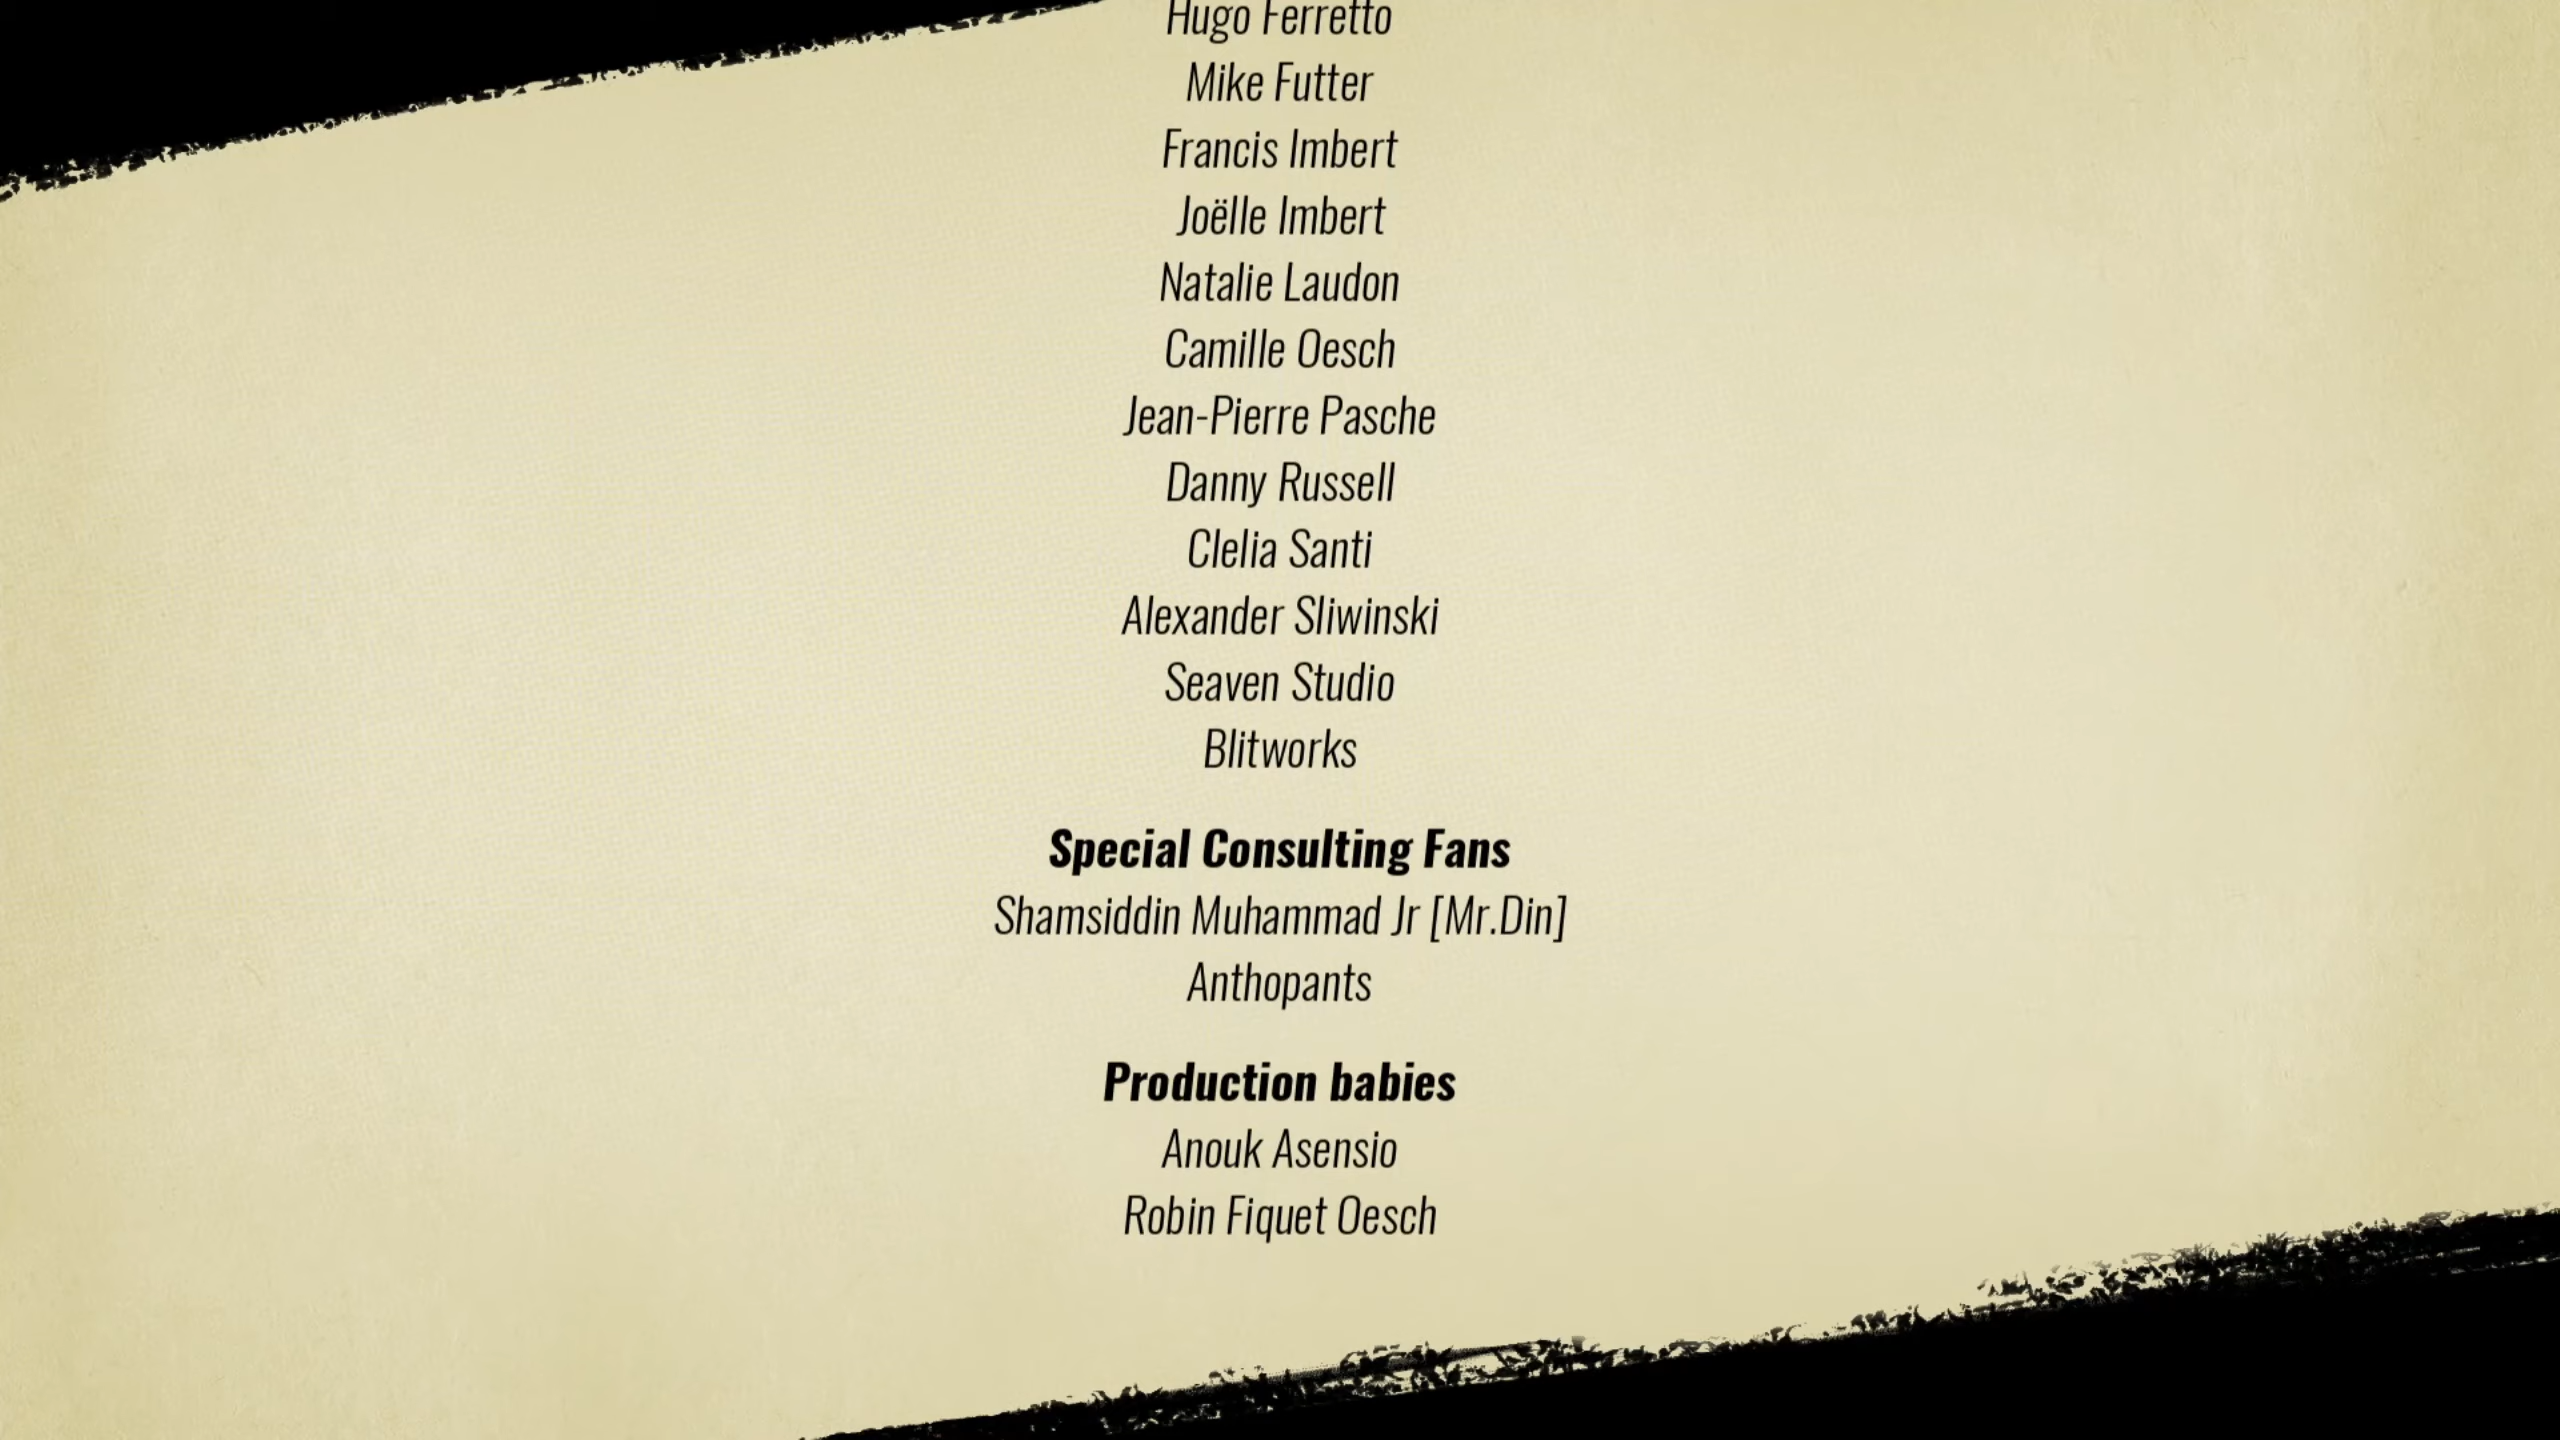 Hugo Ferretto
Mike Futter
Francis Imbert
Joëlle Imbert
Natalie Laudon
Camille Oesch
Jean-Pierre Pasche
Danny Russell
Clelia Santi
Alexander Sliwinski
Seaven Studio
Blitworks
Special Consulting Fans
Shamsiddin Muhammad Jr [Mr.Din]
Anthopants
Production babies
Anouk Asensio
Robin Fiquet Oesch